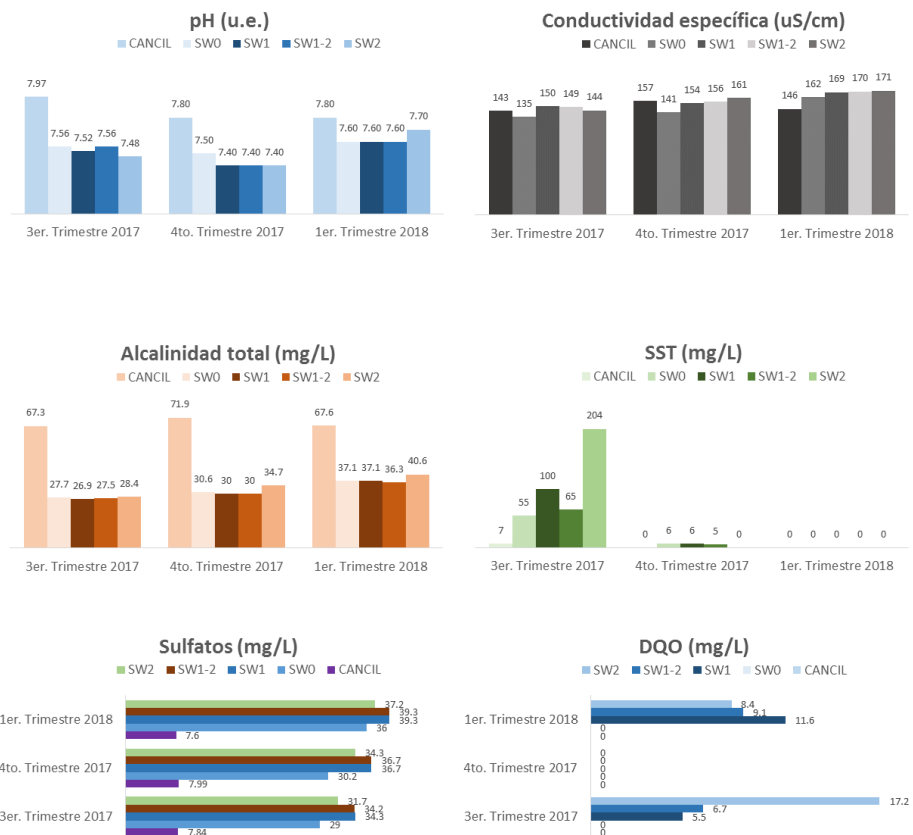 pH (u.e.)
CANCIL SW0 SW1 SW1-2 SW2
7.97
7.56 7.52 7.56 7.48
7.80
7.50 7.40 7.40 7.40
7.80
7.60 7.60 7.60 7.70
3er. Trimestre 2017 4to. Trimestre 2017 1er. Trimestre 2018
Conductividad específica (uS/cm)
CANCIL SW0 SW1 SW1-2 SW2
143 135 150 149 144
157 141 154 156 161
146 162 169 170 171
3er. Trimestre 2017 4to. Trimestre 2017 1er. Trimestre 2018
Alcalinidad total (mg/L)
CANCIL SW0 SW1 SW1-2 SW2
67.3
27.7 26.9 27.5 28.4
71.9
30.6 30 30 34.7
67.6
37.1 37.1 36.3 40.6
3er. Trimestre 2017 4to. Trimestre 2017 1er. Trimestre 2018
SST (mg/L)
CANCIL SW0 SW1 SW1-2 SW2
7 55 100 65 204
0 6 6 5 0
0 0 0 0 0
3er. Trimestre 2017 4to. Trimestre 2017 1er. Trimestre 2018
Sulfatos (mg/L)
SW2 SW1-2 SW1 SW0 CANCIL
1er. Trimestre 2018
37.2
39.3
39.3
36
7.6
4to. Trimestre 2017
34.3
36.7
36.7
30.2
7.99
3er. Trimestre 2017
31.7
34.2
34.3
29
7.84
DQO (mg/L)
SW2 SW1-2 SW1 SW0 CANCIL
1er. Trimestre 2018
8.4
9.1
11.6
0
0
4to. Trimestre 2017
0
0
0
0
0
3er. Trimestre 2017
17.2
6.7
5.5
0
0